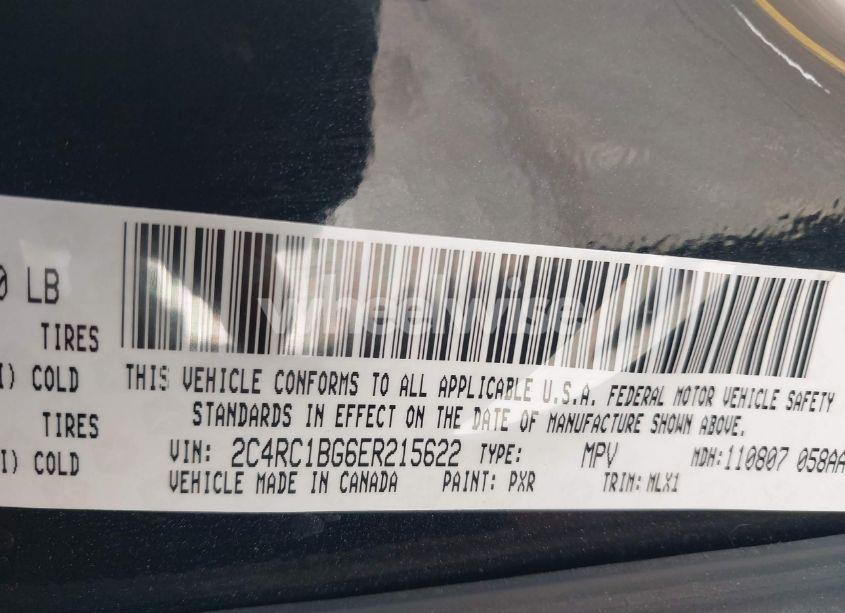 0 LB
TIRES
I) COLD
TIRES
I) COLD
wheelwise
THIS VEHICLE CONFORMS TO ALL APPLICABLE U.S.A. FEDERAL MOTOR VEHICLE SAFETY
STANDARDS IN EFFECT ON THE DATE OF MANUFACTURE SHOWN ABOVE.
VIN: 2C4RC1BG6ER215622 TYPE: MPV MDH: 110807 058AA
VEHICLE MADE IN CANADA PAINT: PXR TRIM: MLX1